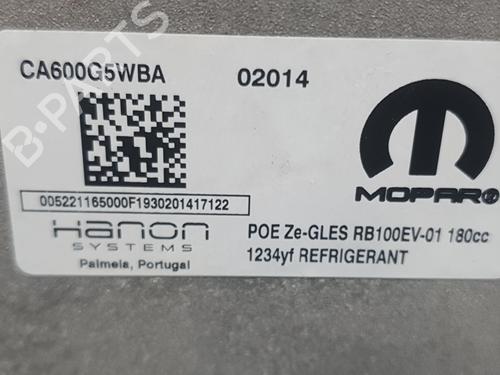 CA600G5WBA 02014
005221165000F1930201417122
MOPAR
Hanon
SYSTEMS
Palmela, Portugal
POE Ze-GLES RB100EV-01 180cc
1234yf REFRIGERANT
B-PARTS